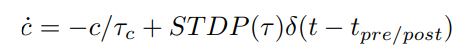 ċ = −c/τ_c + STDP(τ)δ(t − t_{pre/post})